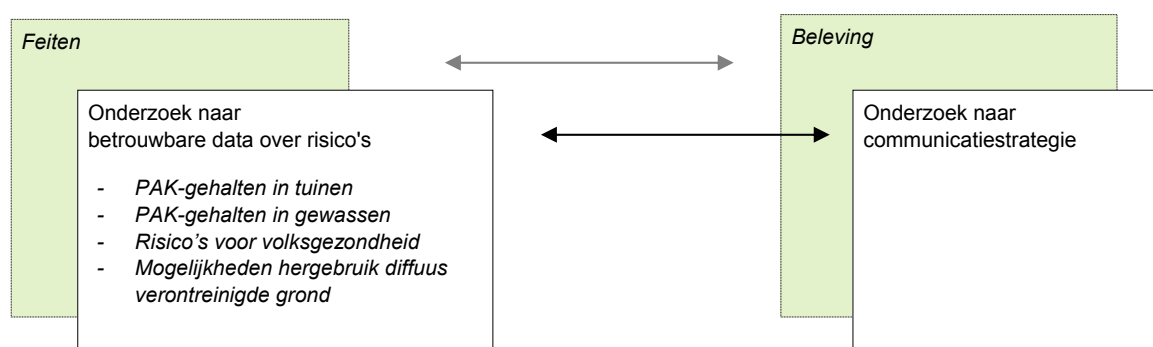 Feiten
Onderzoek naar
betrouwbare data over risico's
- PAK-gehalten in tuinen
- PAK-gehalten in gewassen
- Risico’s voor volksgezondheid
- Mogelijkheden hergebruik diffuus
verontreinigde grond
Beleving
Onderzoek naar
communicatiestrategie